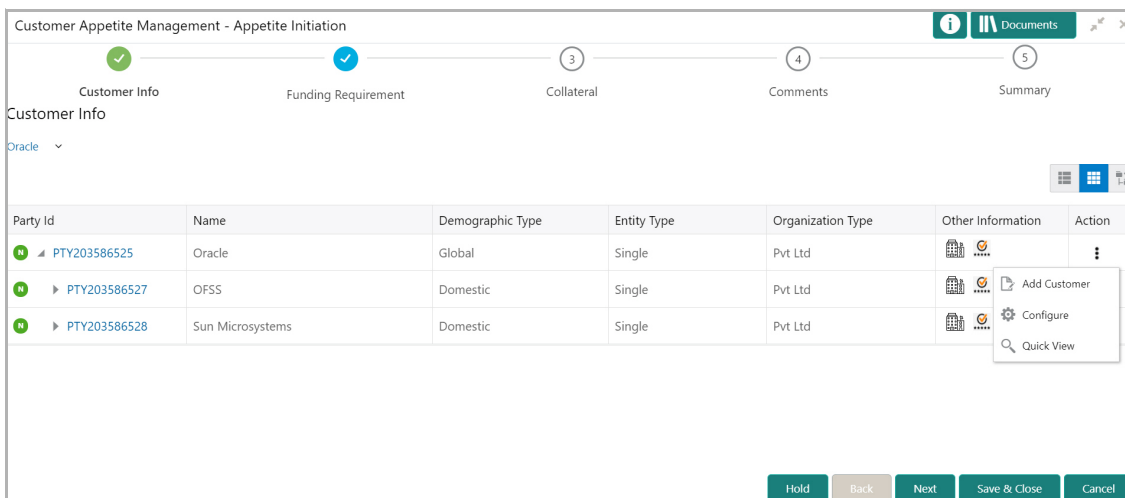 Customer Appetite Management - Appetite Initiation
i
Documents
3
4
5
Customer Info
Funding Requirement
Collateral
Comments
Summary
Customer Info
Oracle
Party Id Name Demographic Type Entity Type Organization Type Other Information Action
N PTY203586525 Oracle Global Single Pvt Ltd
N PTY203586527 OFSS Domestic Single Pvt Ltd
N PTY203586528 Sun Microsystems Domestic Single Pvt Ltd
Add Customer
Configure
Quick View
Hold Back Next Save & Close Cancel